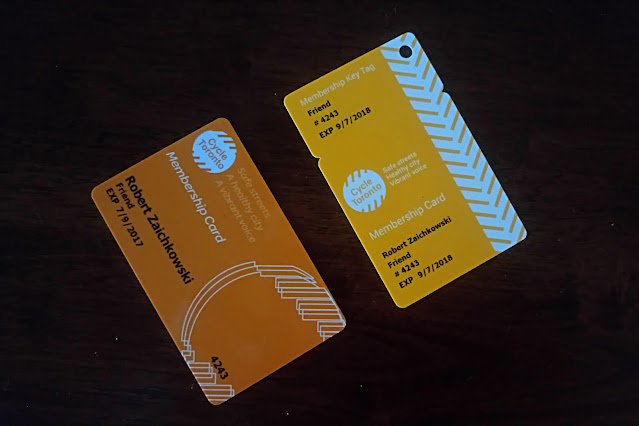 Cycle
Toronto
Membership Card
Safe streets
A healthy city
A vibrant voice
Robert Zaichkowski
Friend
EXP 7/9/2017
4243
Membership Key Tag
Friend
# 4243
EXP 9/7/2018
Cycle
Toronto
Safe streets
Healthy city
Vibrant voice
Membership Card
Robert Zaichkowski
Friend
# 4243
EXP 9/7/2018